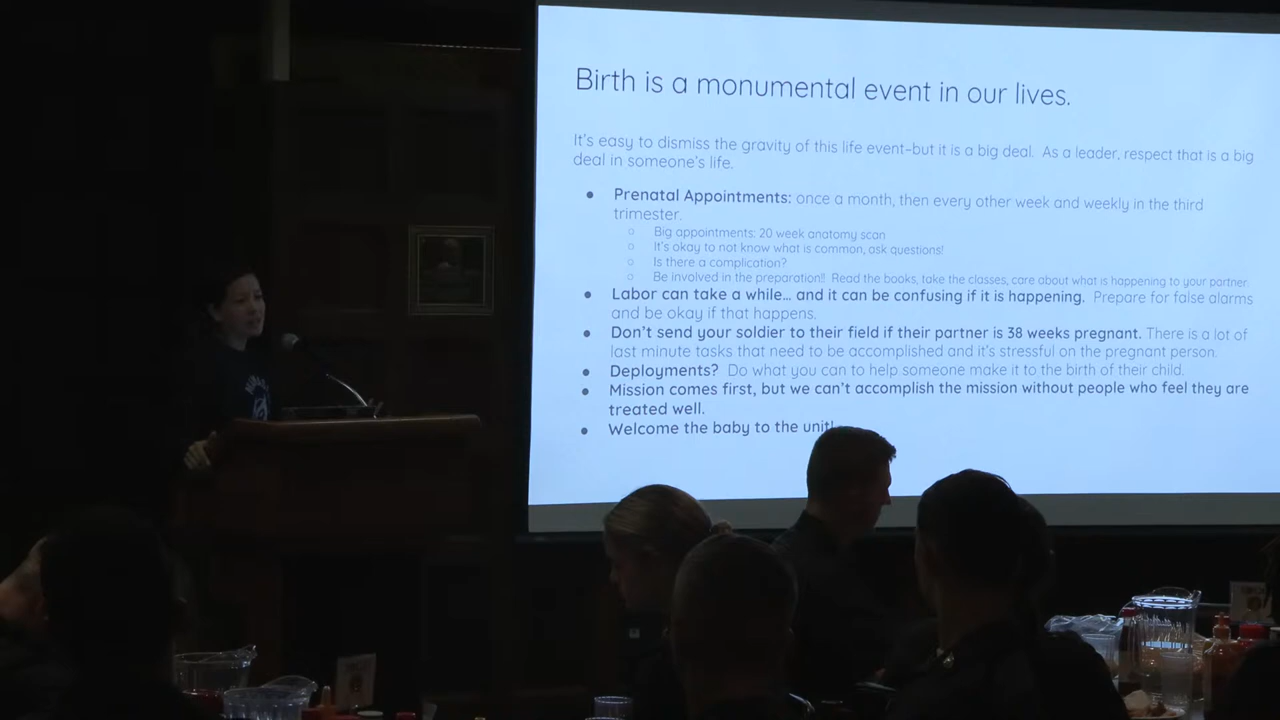 Birth is a monumental event in our lives.
It's easy to dismiss the gravity of this life event–but it is a big deal. As a leader, respect that is a big
deal in someone's life.
● Prenatal Appointments: once a month, then every other week and weekly in the third
trimester.
○ Big appointments: 20 week anatomy scan
○ It's okay to not know what is common, ask questions!
○ Is there a complication?
○ Be involved in the preparation!! Read the books, take the classes, care about what is happening to your partner.
● Labor can take a while... and it can be confusing if it is happening. Prepare for false alarms
and be okay if that happens.
● Don't send your soldier to their field if their partner is 38 weeks pregnant. There is a lot of
last minute tasks that need to be accomplished and it's stressful on the pregnant person.
● Deployments? Do what you can to help someone make it to the birth of their child.
● Mission comes first, but we can't accomplish the mission without people who feel they are
treated well.
● Welcome the baby to the unit!